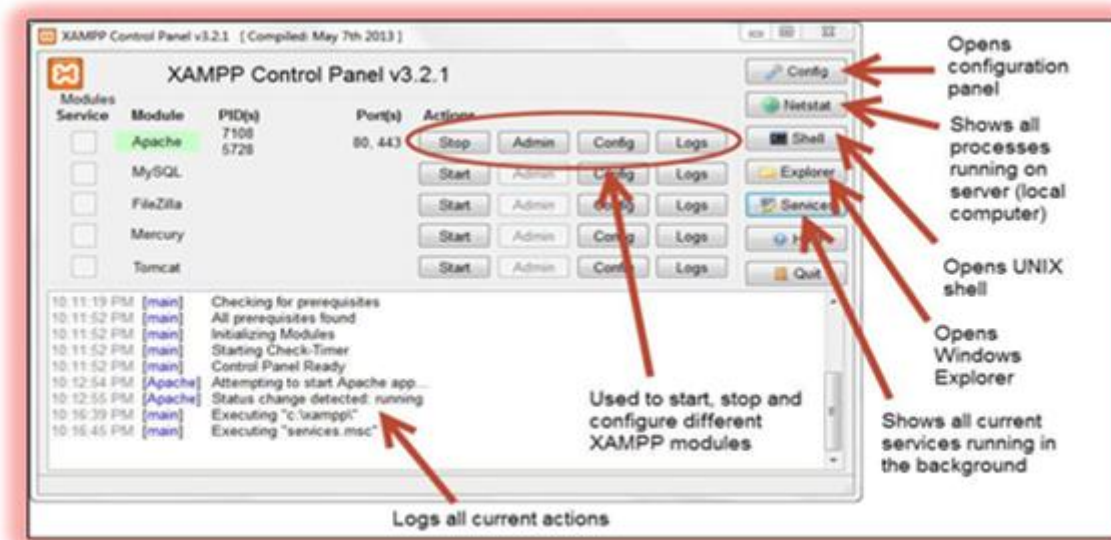 XAMPP Control Panel v3.2.1 [ Compiled: May 7th 2013 ]
XAMPP Control Panel v3.2.1
Modules
Service Module PID(s) Port(s) Actions
Apache 7108 5728 80, 443 Stop Admin Config Logs
MySQL Start Admin Config Logs
FileZilla Start Admin Config Logs
Mercury Start Admin Config Logs
Tomcat Start Admin Config Logs
Config
Netstat
Shell
Explorer
Services
Quit
10:11:19 PM [main] Checking for prerequisites
10:11:52 PM [main] All prerequisites found
10:11:52 PM [main] Initializing Modules
10:11:52 PM [main] Starting Check-Timer
10:11:52 PM [main] Control Panel Ready
10:12:54 PM [Apache] Attempting to start Apache app...
10:12:55 PM [Apache] Status change detected: running
10:16:39 PM [main] Executing "c:\xampp\"
10:16:45 PM [main] Executing "services.msc"
Opens
configuration
panel
Shows all
processes
running on
server (local
computer)
Opens UNIX
shell
Opens
Windows
Explorer
Shows all current
services running in
the background
Used to start, stop and
configure different
XAMPP modules
Logs all current actions